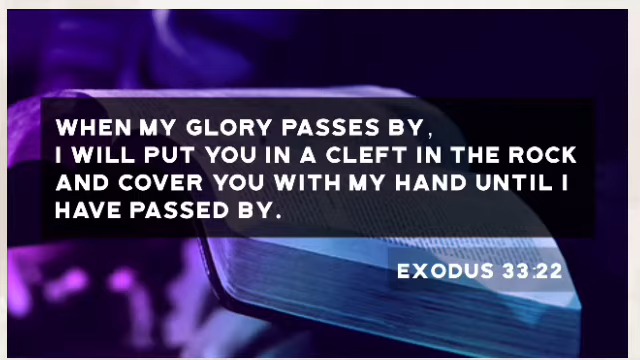 WHEN MY GLORY PASSES BY,
I WILL PUT YOU IN A CLEFT IN THE ROCK
AND COVER YOU WITH MY HAND UNTIL I
HAVE PASSED BY.
EXODUS 33:22